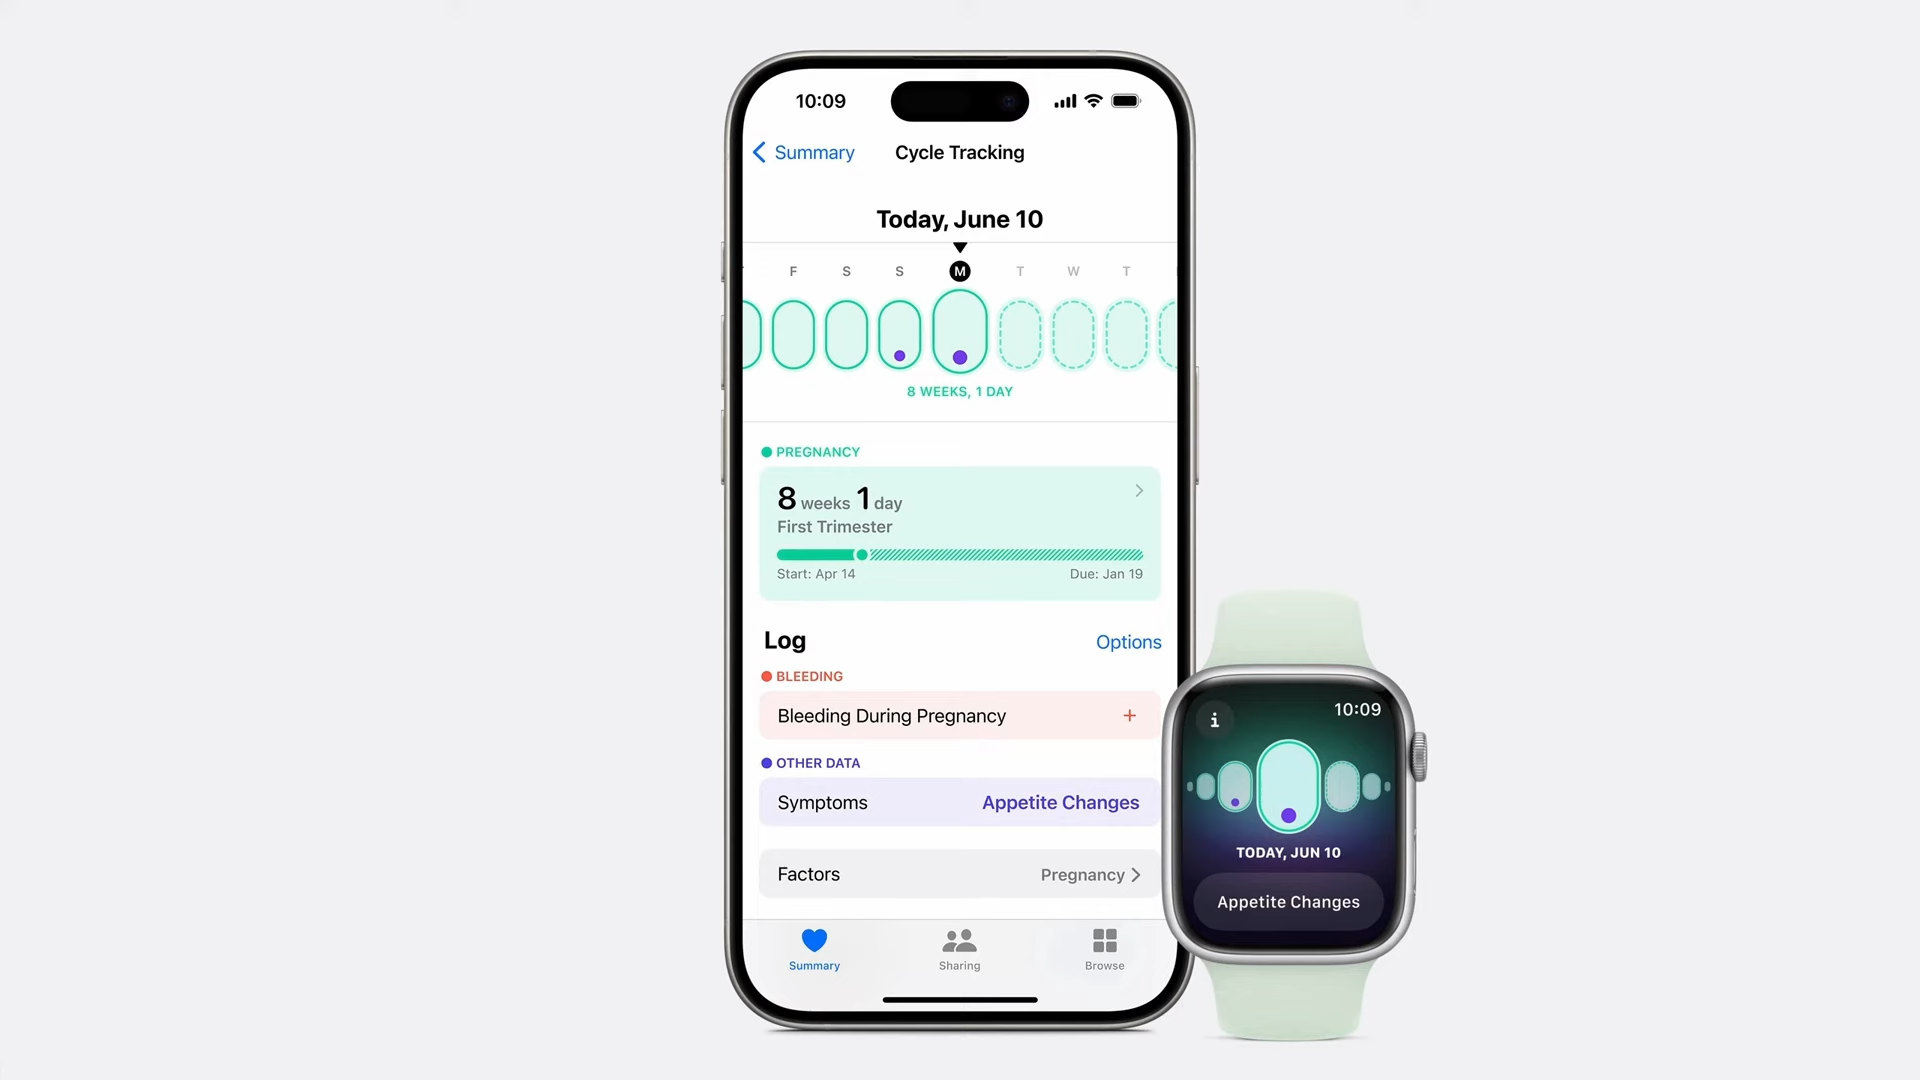 10:09
Summary
Cycle Tracking
Today, June 10
F S S M T W T
8 WEEKS, 1 DAY
PREGNANCY
8 weeks 1 day
First Trimester
Start: Apr 14
Due: Jan 19
Log
Options
BLEEDING
Bleeding During Pregnancy
OTHER DATA
Symptoms
Appetite Changes
Factors
Pregnancy
Summary
Sharing
Browse
i
10:09
TODAY, JUN 10
Appetite Changes